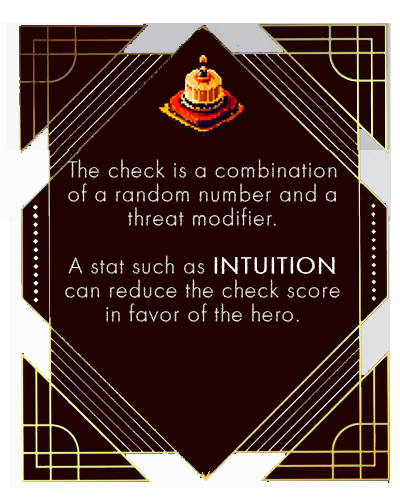 The check is a combination
of a random number and a
threat modifier.
A stat such as INTUITION
can reduce the check score
in favor of the hero.